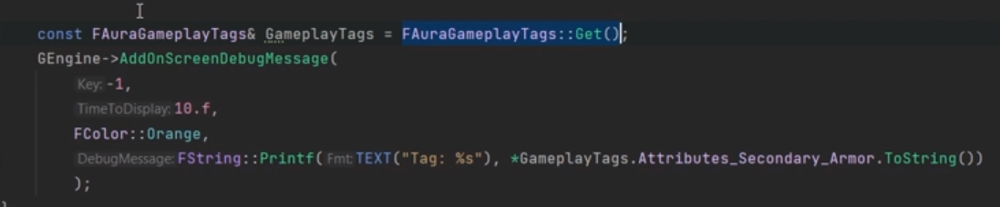 const FAuraGameplayTags& GameplayTags = FAuraGameplayTags::Get();
GEngine->AddOnScreenDebugMessage(
Key: -1,
TimeToDisplay: 10.f,
FColor::Orange,
DebugMessage: FString::Printf( Fmt: TEXT("Tag: %s"), *GameplayTags.Attributes_Secondary_Armor.ToString())
);